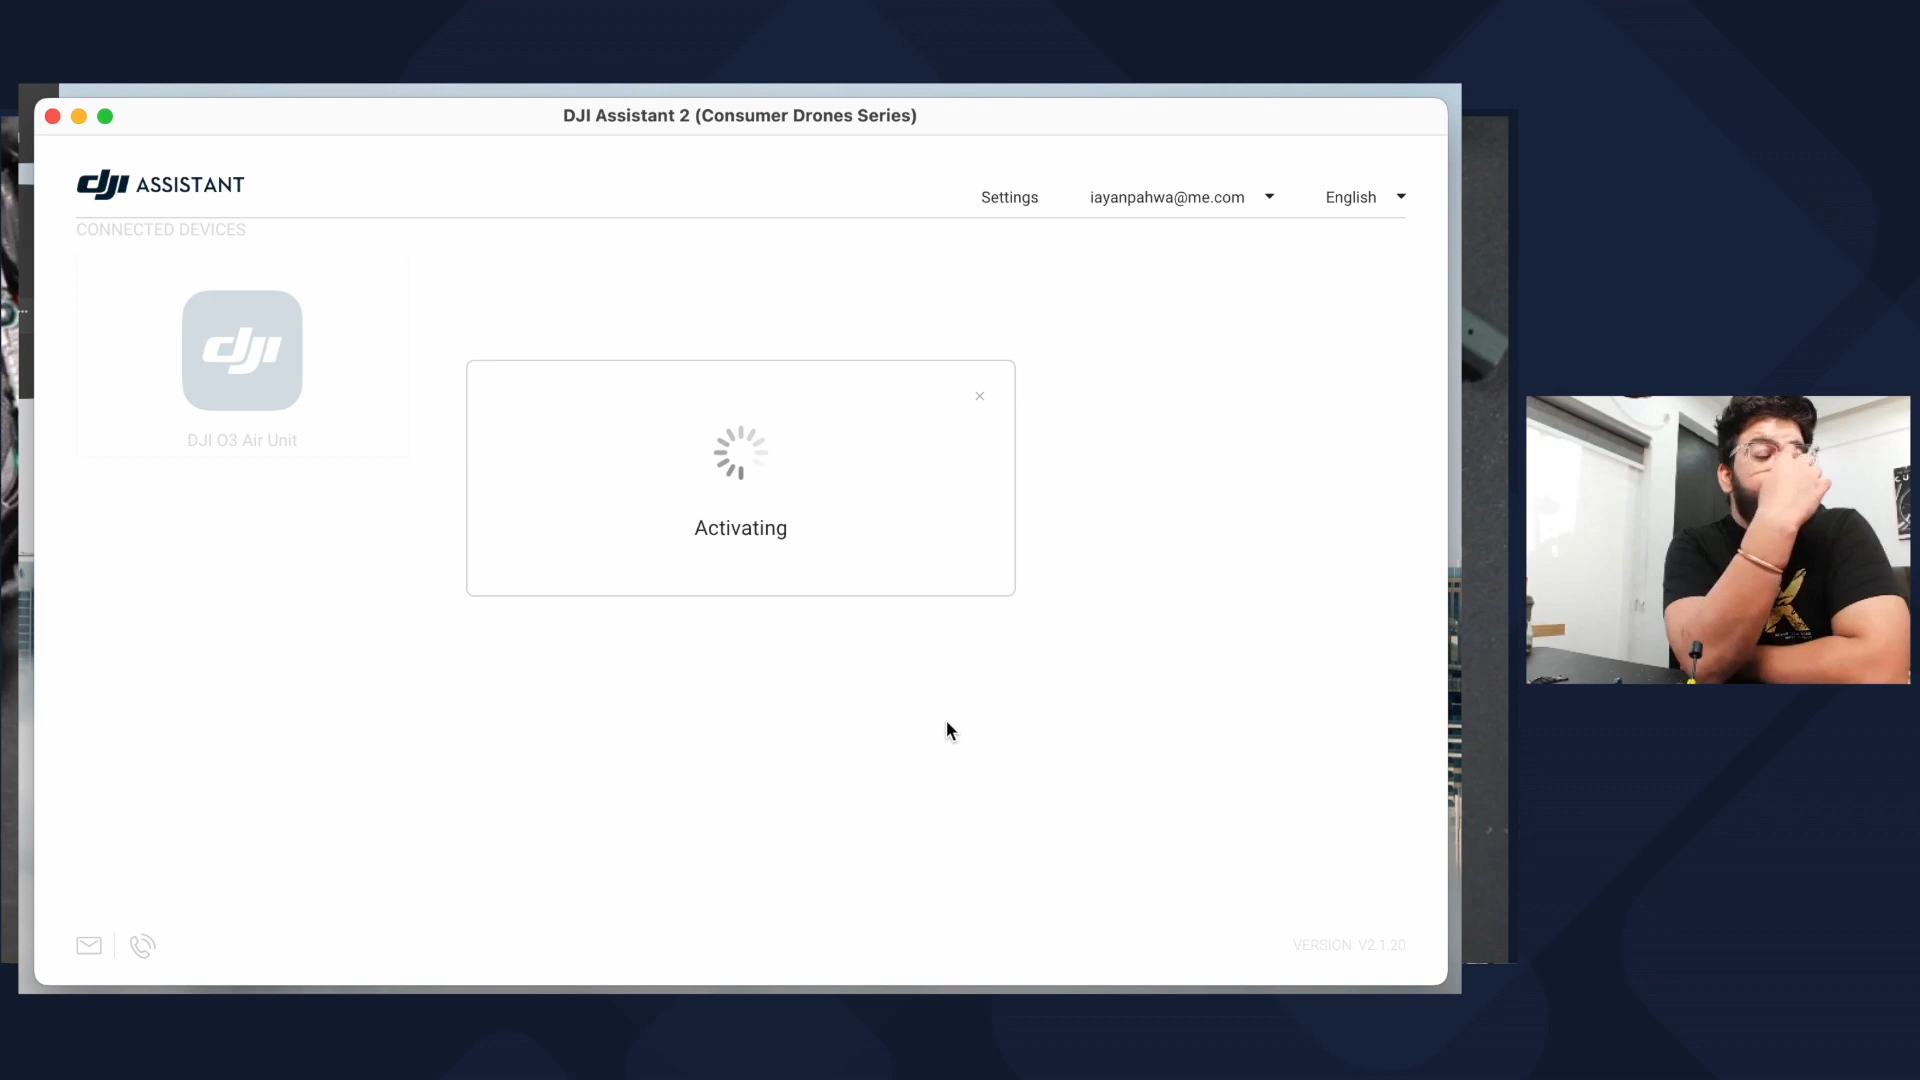 DJI Assistant 2 (Consumer Drones Series)
dji ASSISTANT
Settings
iayanpahwa@me.com
English
CONNECTED DEVICES
dji
DJI O3 Air Unit
Activating
VERSION: V2.1.20